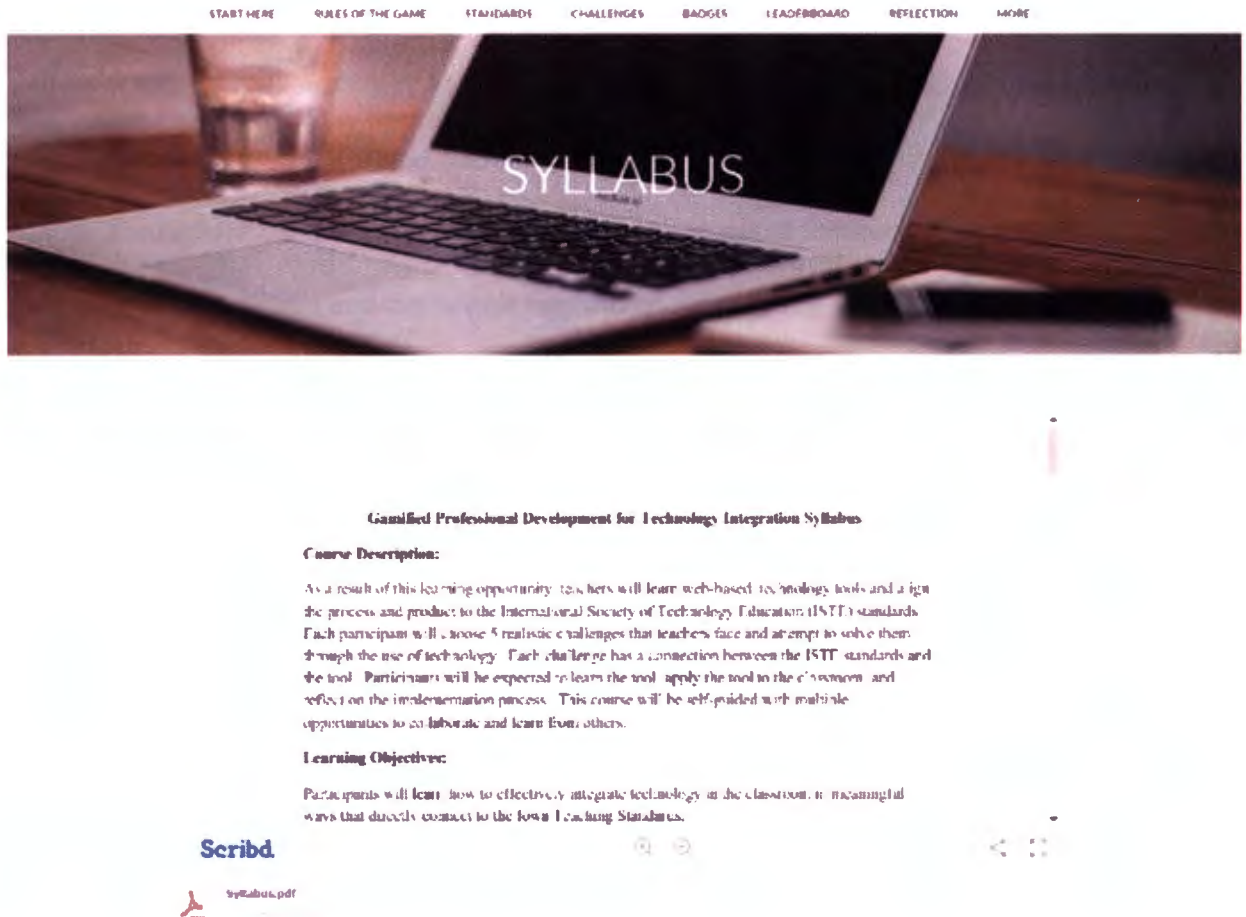 START HERE RULES OF THE GAME STANDARDS CHALLENGES BADGES LEADERBOARD REFLECTION MORE
SYLLABUS
Gamified Professional Development for Technology Integration Syllabus
Course Description:
As a result of this learning opportunity, teachers will learn web-based technology tools and align
the process and product to the International Society of Technology Education (ISTE) standards.
Each participant will choose 5 realistic challenges that teachers face and attempt to solve them
through the use of technology. Each challenge has a connection between the ISTE standards and
the tool. Participants will be expected to learn the tool, apply the tool to the classroom, and
reflect on the implementation process. This course will be self-guided with multiple
opportunities to collaborate and learn from others.
Learning Objectives:
Participants will learn how to effectively integrate technology in the classroom in meaningful
ways that directly connect to the Iowa Teaching Standards.
Scribd.
Syllabus.pdf